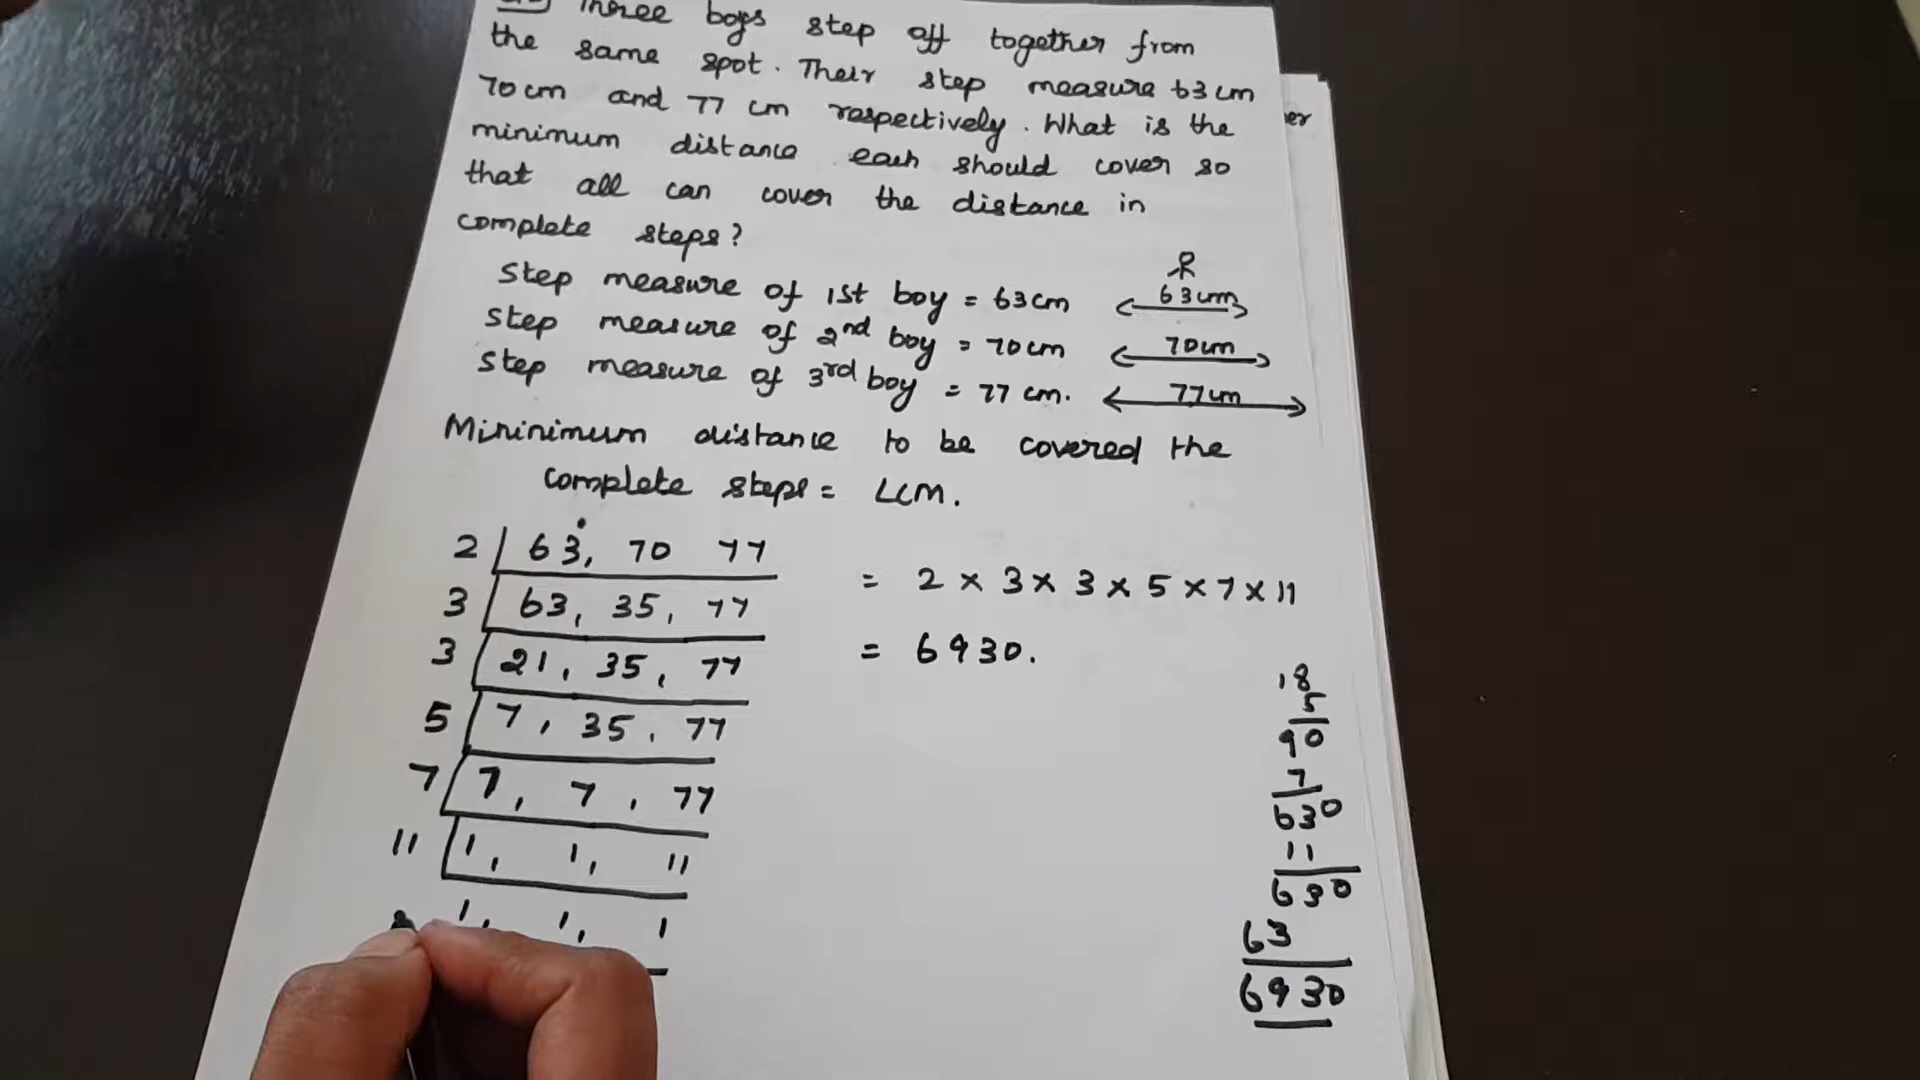 Three boys step off together from
the same spot. Their step measure 63 cm
70 cm and 77 cm raspectively. What is the
minimum distance each should cover so
that all can cover the distance in
complete steps?
Step measure of 1st boy = 63cm
63cm
Step measure of 2nd boy = 70cm
70cm
Step measure of 3rd boy = 77 cm.
77cm
Mininimum distance to be covered the
complete steps = LCM.
2 63, 70 77
3 63, 35, 77
3 21, 35, 77
5 7, 35, 77
7 7, 7, 77
11 1, 1, 11
1, 1, 1
= 2 × 3 × 3 × 5 × 7 × 11
= 6930.
18
5
90
7
630
11
630
63
6930
er